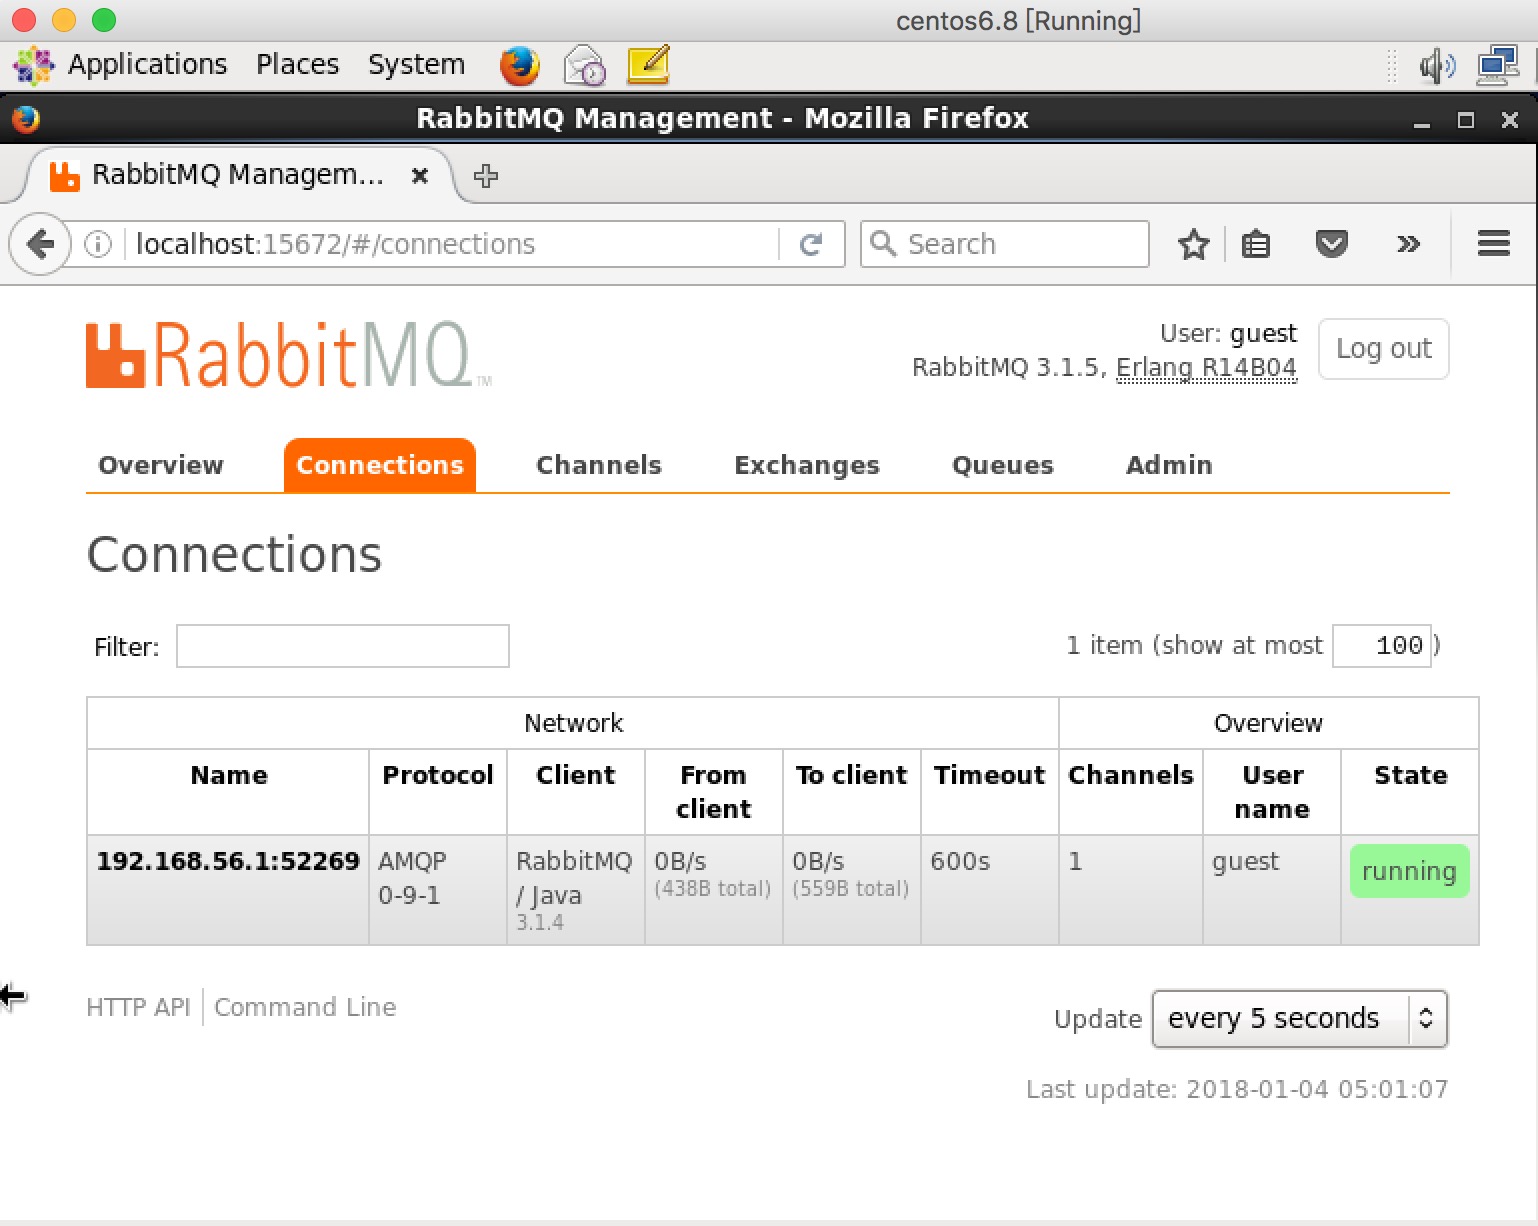 centos6.8 [Running]
Applications Places System
RabbitMQ Management - Mozilla Firefox
RabbitMQ Managem...
localhost:15672/#/connections Search
RabbitMQ™
User: guest
RabbitMQ 3.1.5, Erlang R14B04
Log out
Overview Connections Channels Exchanges Queues Admin
Connections
Filter: 1 item (show at most 100)
Network Overview
Name Protocol Client From client To client Timeout Channels User name State
192.168.56.1:52269 AMQP 0-9-1 RabbitMQ / Java 3.1.4 0B/s (438B total) 0B/s (559B total) 600s 1 guest running
HTTP API Command Line
Update every 5 seconds
Last update: 2018-01-04 05:01:07